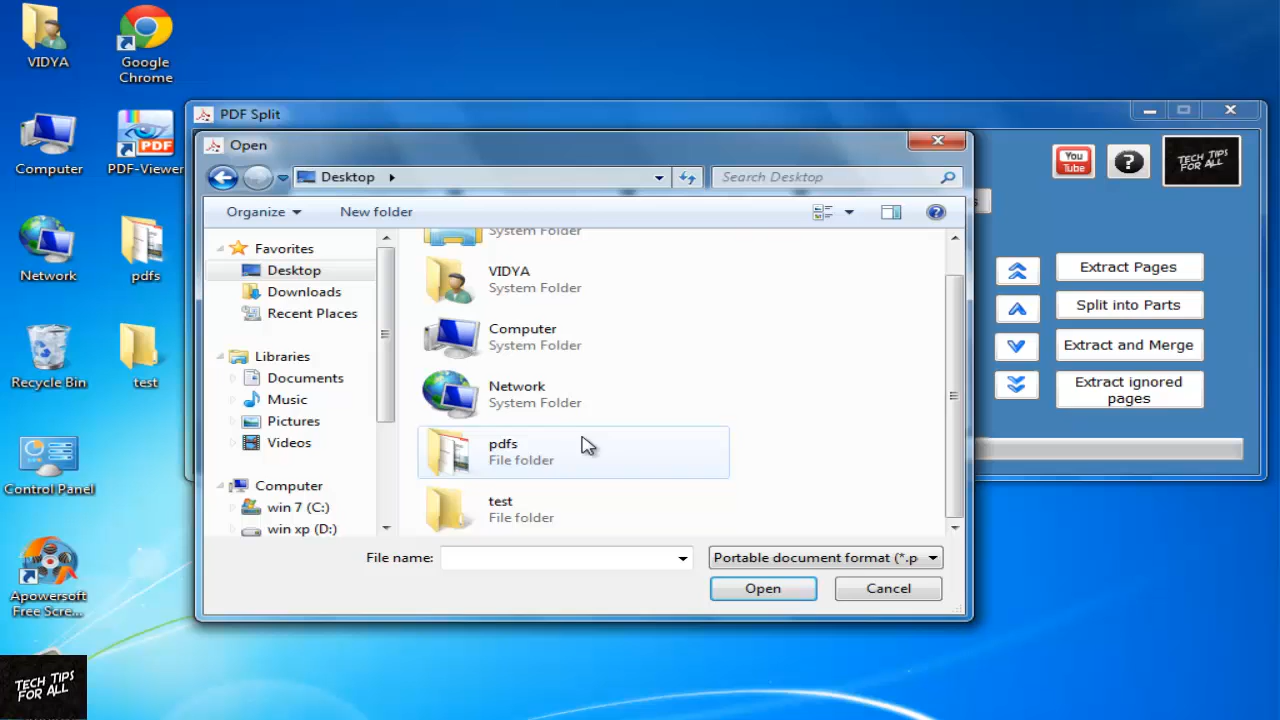 VIDYA
Google
Chrome
Computer
PDF
PDF-Viewer
Network
pdfs
Recycle Bin
test
Control Panel
Apowersoft
Free Scre...
TECH TIPS
FOR ALL
PDF Split
You
Tube
?
TECH TIPS
FOR ALL
s
Extract Pages
Split into Parts
Extract and Merge
Extract ignored
pages
Open
Desktop
Search Desktop
Organize
New folder
Favorites
Desktop
Downloads
Recent Places
Libraries
Documents
Music
Pictures
Videos
Computer
win 7 (C:)
win xp (D:)
System Folder
VIDYA
System Folder
Computer
System Folder
Network
System Folder
pdfs
File folder
test
File folder
File name:
Portable document format (*.p
Open
Cancel